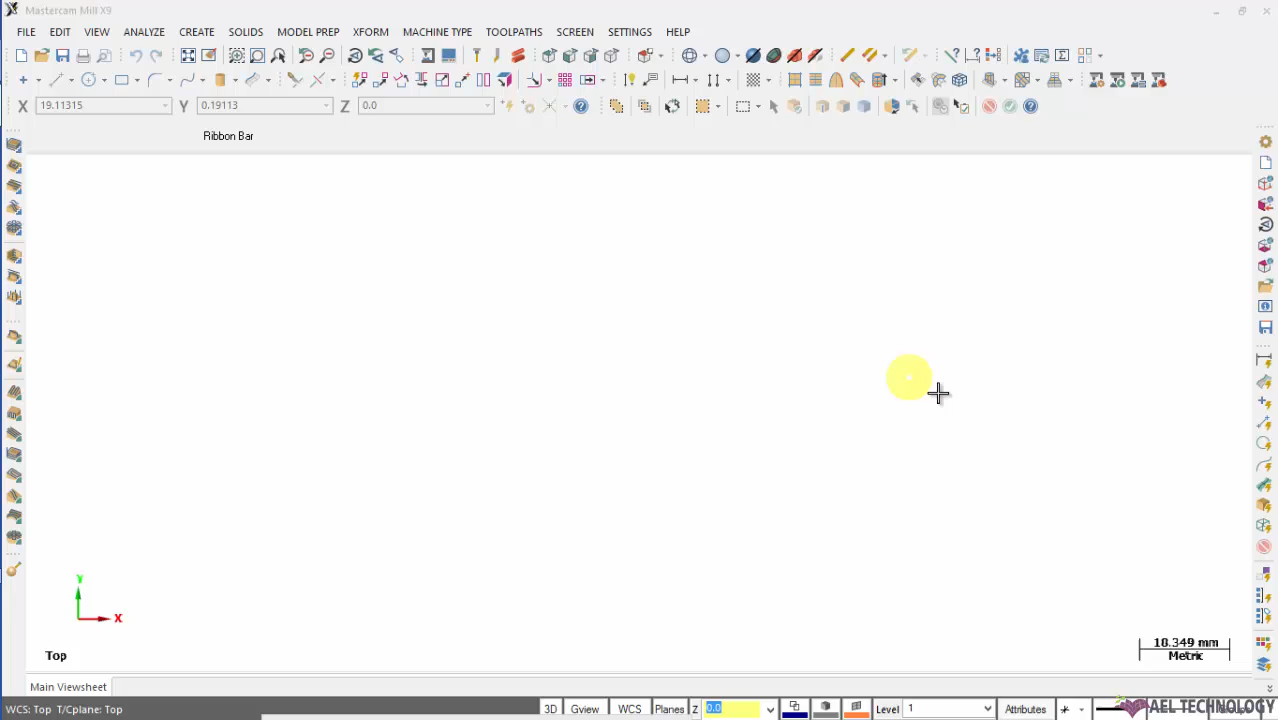 Mastercam Mill X9
FILE EDIT VIEW ANALYZE CREATE SOLIDS MODEL PREP XFORM MACHINE TYPE TOOLPATHS SCREEN SETTINGS HELP
X 19.11315 Y 0.19113 Z 0.0
Ribbon Bar
Y
X
Top
18.349 mm
Metric
Main Viewsheet
WCS: Top T/Cplane: Top 3D Gview WCS Planes Z 0.0 Level 1 Attributes
AEL TECHNOLOGY